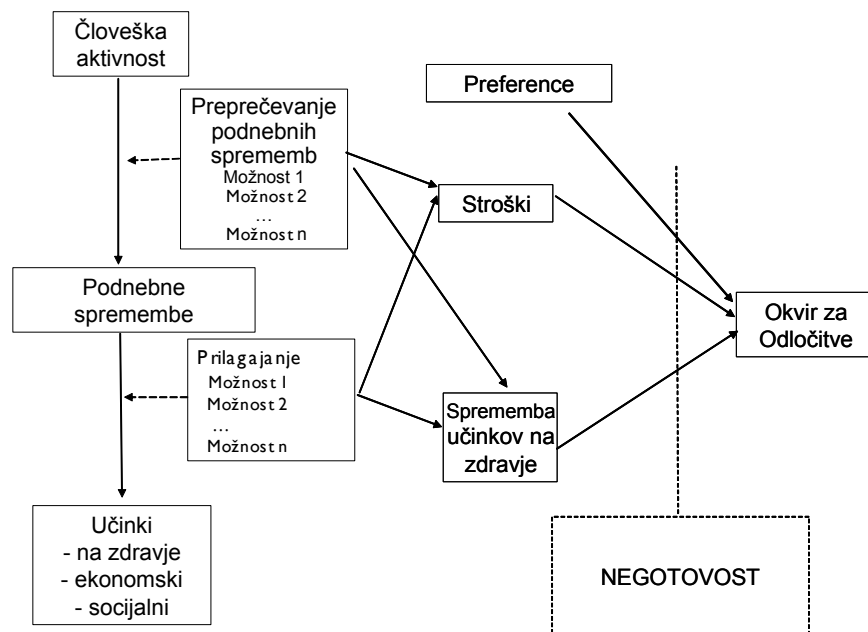 Človeška
aktivnost
Preprečevanje
podnebnih
sprememb
Možnost 1
Možnost 2
...
Možnost n
Preference
Stroški
Podnebne
spremembe
Okvir za
Odločitve
Prilagajanje
Možnost 1
Možnost 2
...
Možnost n
Sprememba
učinkov na
zdravje
Učinki
- na zdravje
- ekonomski
- socijalni
NEGOTOVOST